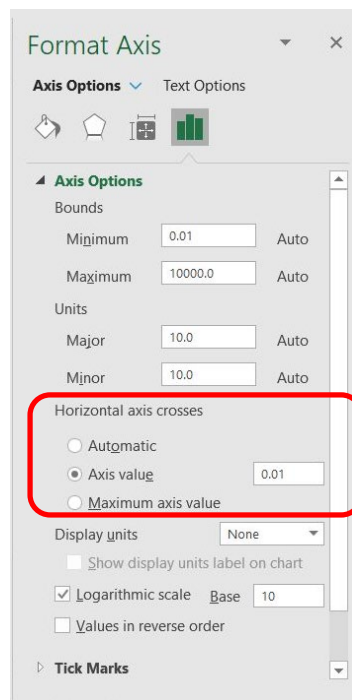 Format Axis
Axis Options Text Options
Axis Options
Bounds
Minimum 0.01 Auto
Maximum 10000.0 Auto
Units
Major 10.0 Auto
Minor 10.0 Auto
Horizontal axis crosses
Automatic
Axis value 0.01
Maximum axis value
Display units None
Show display units label on chart
Logarithmic scale Base 10
Values in reverse order
Tick Marks